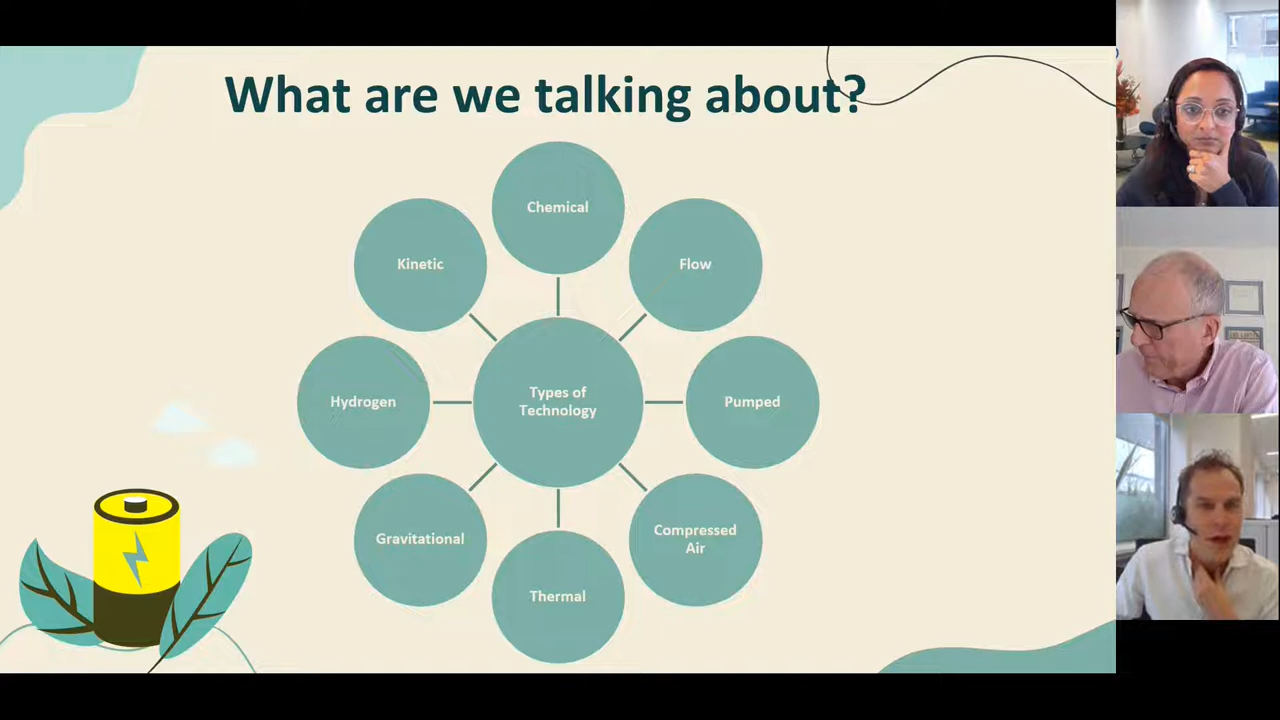 What are we talking about?
Chemical
Flow
Pumped
Compressed
Air
Thermal
Gravitational
Hydrogen
Kinetic
Types of
Technology